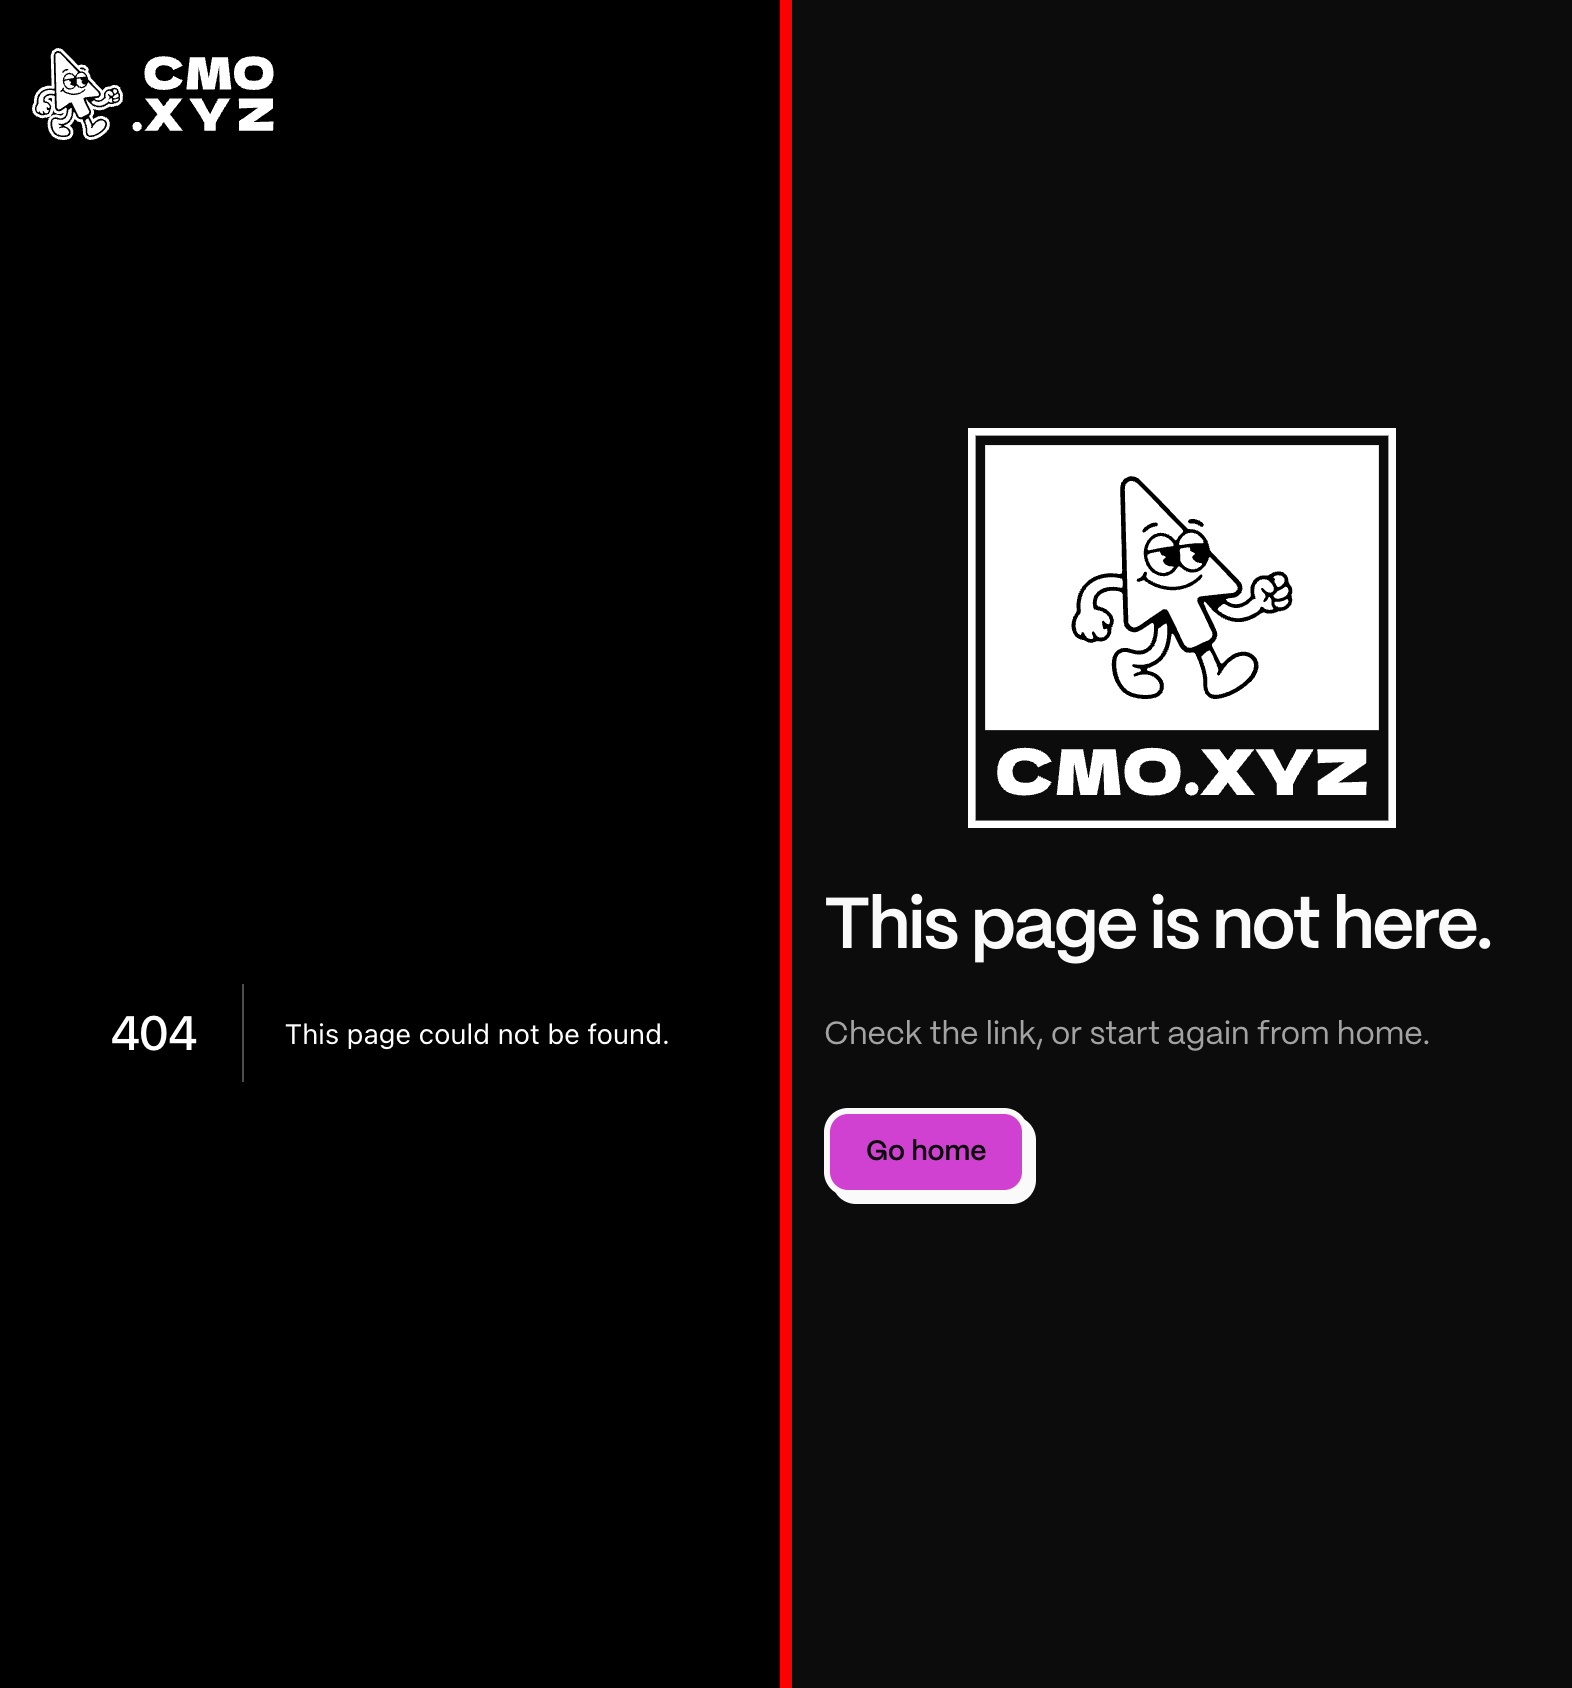 CMO
.XYZ
404
This page could not be found.
CMO.XYZ
This page is not here.
Check the link, or start again from home.
Go home